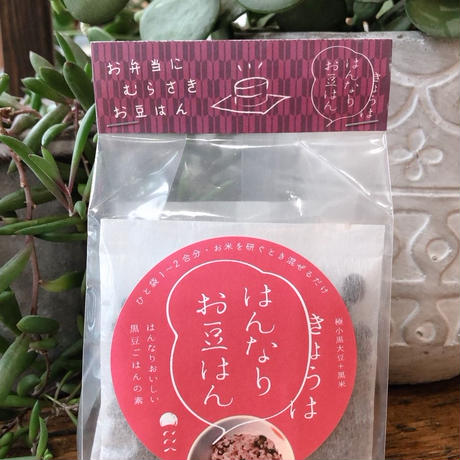 お弁当に
むらさき
お豆はん
きょうは
はんなり
お豆はん
ひと袋1〜2合分・お米を研ぐとき混ぜるだけ
極小黒大豆+黒米
きょうは
はんなり
お豆はん
はんなりおいしい
黒豆ごはんの素